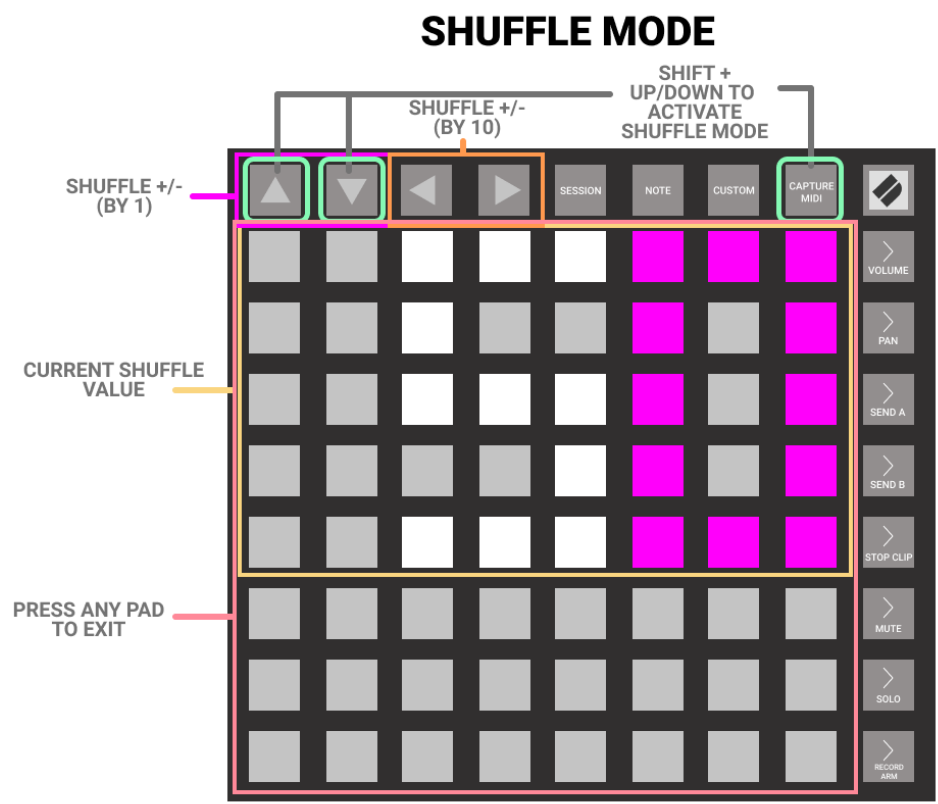 SHUFFLE MODE
SHIFT +
UP/DOWN TO
ACTIVATE
SHUFFLE MODE
SHUFFLE +/-
(BY 10)
SHUFFLE +/-
(BY 1)
SESSION
NOTE
CUSTOM
CAPTURE
MIDI
VOLUME
PAN
CURRENT SHUFFLE
VALUE
SEND A
SEND B
STOP CLIP
PRESS ANY PAD
TO EXIT
MUTE
SOLO
RECORD
ARM